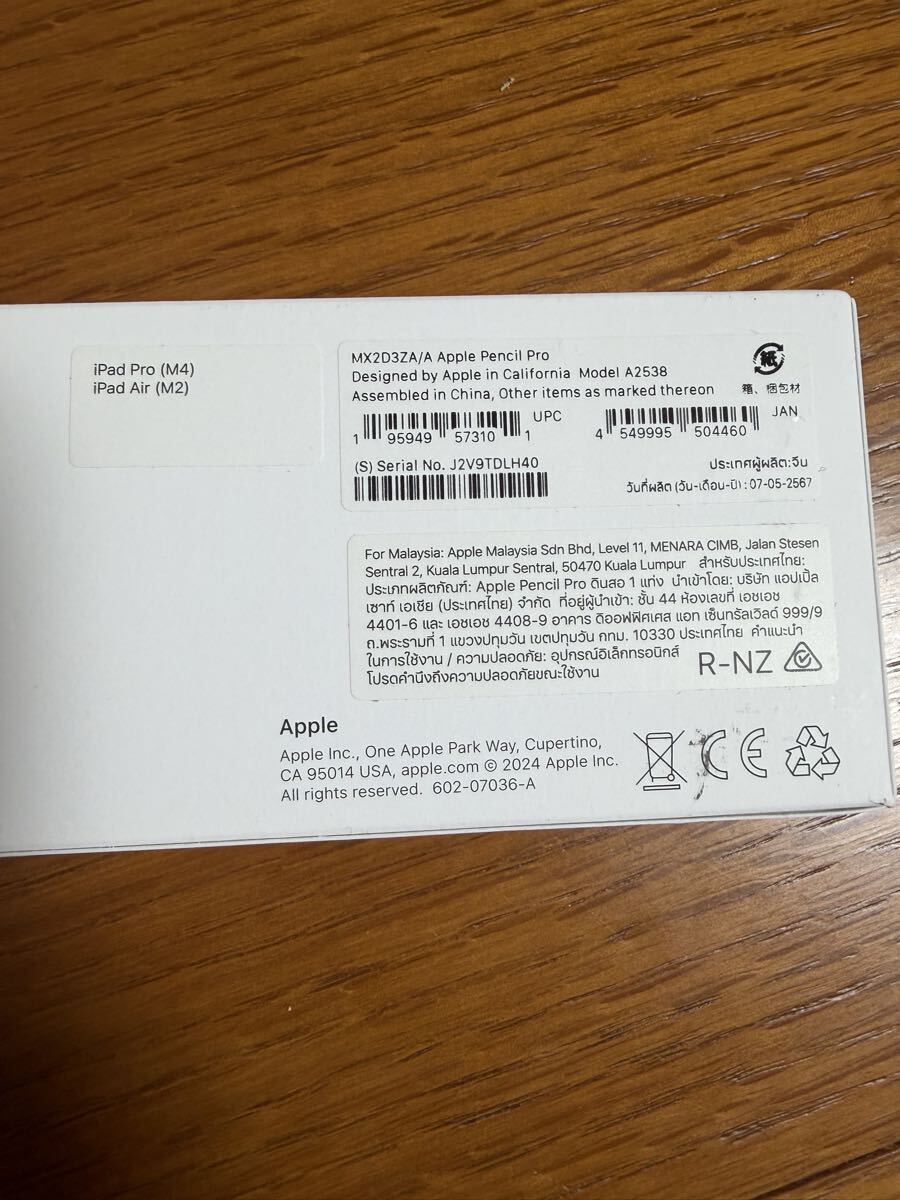 iPad Pro (M4)
iPad Air (M2)
MX2D3ZA/A Apple Pencil Pro
Designed by Apple in California Model A2538
Assembled in China, Other items as marked thereon
紙
箱、梱包材
UPC
1 95949 57310 1
JAN
4 549995 504460
(S) Serial No. J2V9TDLH40
ประเทศผู้ผลิต:จีน
วันที่ผลิต (วัน-เดือน-ปี) : 07-05-2567
For Malaysia: Apple Malaysia Sdn Bhd, Level 11, MENARA CIMB, Jalan Stesen
Sentral 2, Kuala Lumpur Sentral, 50470 Kuala Lumpur สำหรับประเทศไทย:
ประเภทผลิตภัณฑ์: Apple Pencil Pro ดินสอ 1 แท่ง นำเข้าโดย: บริษัท แอปเปิ้ล
เซาท์ เอเชีย (ประเทศไทย) จำกัด ที่อยู่ผู้นำเข้า: ชั้น 44 ห้องเลขที่ เอชเอช
4401-6 และ เอชเอช 4408-9 อาคาร ดิออฟฟิศเศส แอท เซ็นทรัลเวิลด์ 999/9
ถ.พระรามที่ 1 แขวงปทุมวัน เขตปทุมวัน กทม. 10330 ประเทศไทย คำแนะนำ
ในการใช้งาน / ความปลอดภัย: อุปกรณ์อิเล็กทรอนิกส์
โปรดคำนึงถึงความปลอดภัยขณะใช้งาน
R-NZ
Apple
Apple Inc., One Apple Park Way, Cupertino,
CA 95014 USA, apple.com © 2024 Apple Inc.
All rights reserved. 602-07036-A
CE